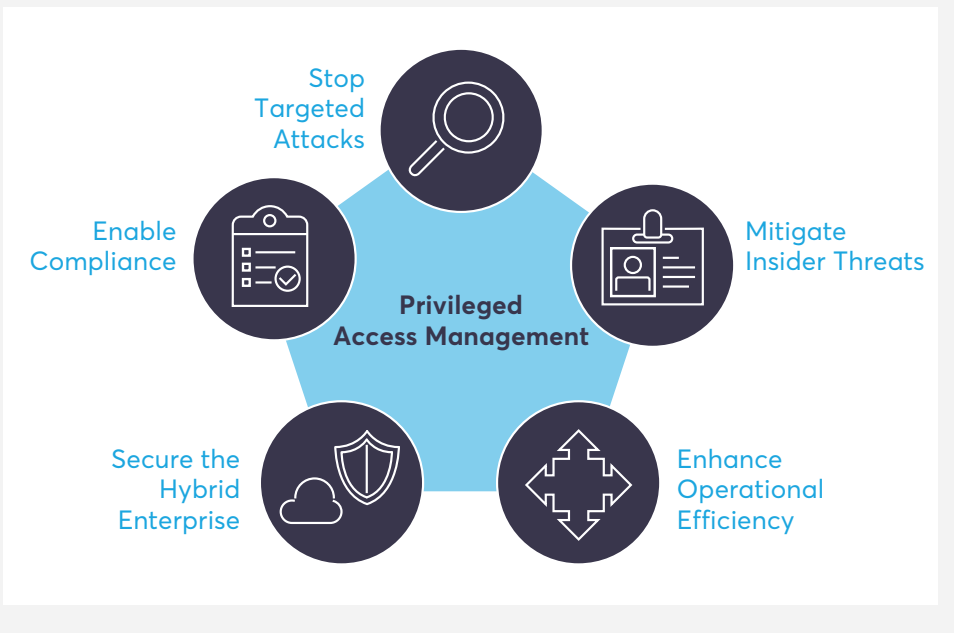 Stop
Targeted
Attacks
Enable
Compliance
Mitigate
Insider Threats
Privileged
Access Management
Secure the
Hybrid
Enterprise
Enhance
Operational
Efficiency